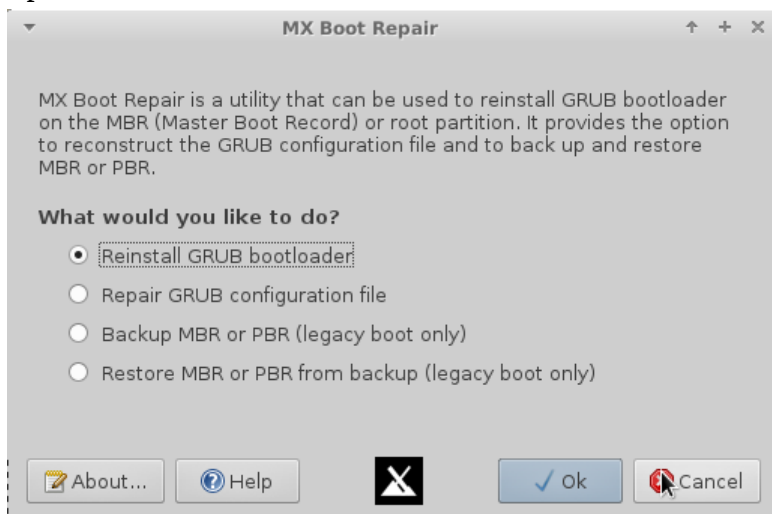 MX Boot Repair
MX Boot Repair is a utility that can be used to reinstall GRUB bootloader
on the MBR (Master Boot Record) or root partition. It provides the option
to reconstruct the GRUB configuration file and to back up and restore
MBR or PBR.
What would you like to do?
Reinstall GRUB bootloader
Repair GRUB configuration file
Backup MBR or PBR (legacy boot only)
Restore MBR or PBR from backup (legacy boot only)
About... Help Ok Cancel